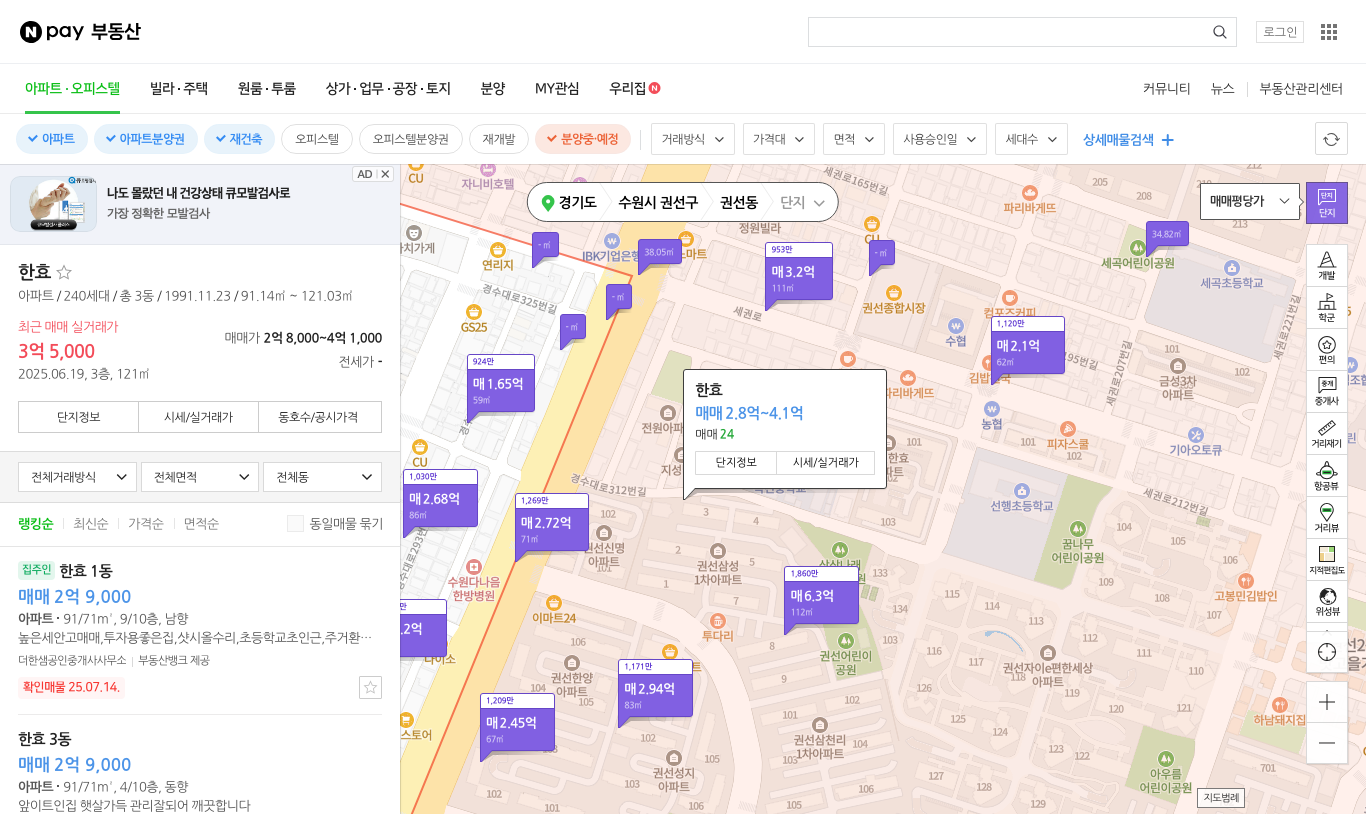 N pay 부동산
로그인
아파트·오피스텔
빌라·주택
원룸·투룸
상가·업무·공장·토지
분양
MY관심
우리집 N
커뮤니티
뉴스
부동산관리센터
아파트
아파트분양권
재건축
오피스텔
오피스텔분양권
재개발
분양중·예정
거래방식
가격대
면적
사용승인일
세대수
상세매물검색
AD
나도 몰랐던 내 건강상태 큐모발검사로
가장 정확한 모발검사
한효
아파트 / 240세대 / 총 3동 / 1991.11.23 / 91.14㎡ ~ 121.03㎡
최근 매매 실거래가
3억 5,000
2025.06.19, 3층, 121㎡
매매가 2억 8,000~4억 1,000
전세가 -
단지정보
시세/실거래가
동호수/공시가격
전체거래방식
전체면적
전체동
랭킹순
최신순
가격순
면적순
동일매물 묶기
집주인 한효 1동
매매 2억 9,000
아파트 · 91/71㎡, 9/10층, 남향
높은세안고매매,투자용좋은집,샷시올수리,초등학교초인근,주거환…
더한샘공인중개사사무소
부동산뱅크 제공
확인매물 25.07.14.
한효 3동
매매 2억 9,000
아파트 · 91/71㎡, 4/10층, 동향
앞이트인집 햇살가득 관리잘되어 깨끗합니다
경기도
수원시 권선구
권선동
단지
매매평당가
단지
단지
개발
학군
편의
중개
중개사
거리재기
항공뷰
거리뷰
지적편집도
위성뷰
지도범례
CU
자니비호텔
세권로165번길
205
208
210
파리바게뜨
정원빌라
CU
치가게
연리지
IBK기업은행
- ㎡
38.05㎡
마트
953만
매3.2억
111㎡
- ㎡
34.82㎡
세곡어린이공원
세곡초등학교
경수대로325번길
- ㎡
- ㎡
GS25
권선종합시장
세권로
수협
컴포즈커피
1,120만
매2.1억
62㎡
195번길
세권로207번길
세권로221번길
금성3차
아파트
924만
매1.65억
59㎡
파리바게뜨
농협
피자스쿨
기아오토큐
전원아파
지성
한효
아파트
한효
매매 2.8억~4.1억
매매 24
단지정보
시세/실거래가
CU
1,030만
매2.68억
86㎡
경수대로312번길
1,269만
매2.72억
71㎡
권선신명
아파트
선행초등학교
세권로212번길
꿈나무
어린이공원
경수대로293번길
수원다나음
한방병원
권선삼성
1차아파트
1,860만
매6.3억
112㎡
고봉민김밥인
.2억
다이소
이마트24
투다리
권선어린이
공원
권선한양
아파트
1,171만
매2.94억
83㎡
권선자이e편한세상
아파트
1,209만
매2.45억
67㎡
스토어
권선삼천리
1차아파트
권선성지
아파트
하남돼지집
아우름
어린이공원